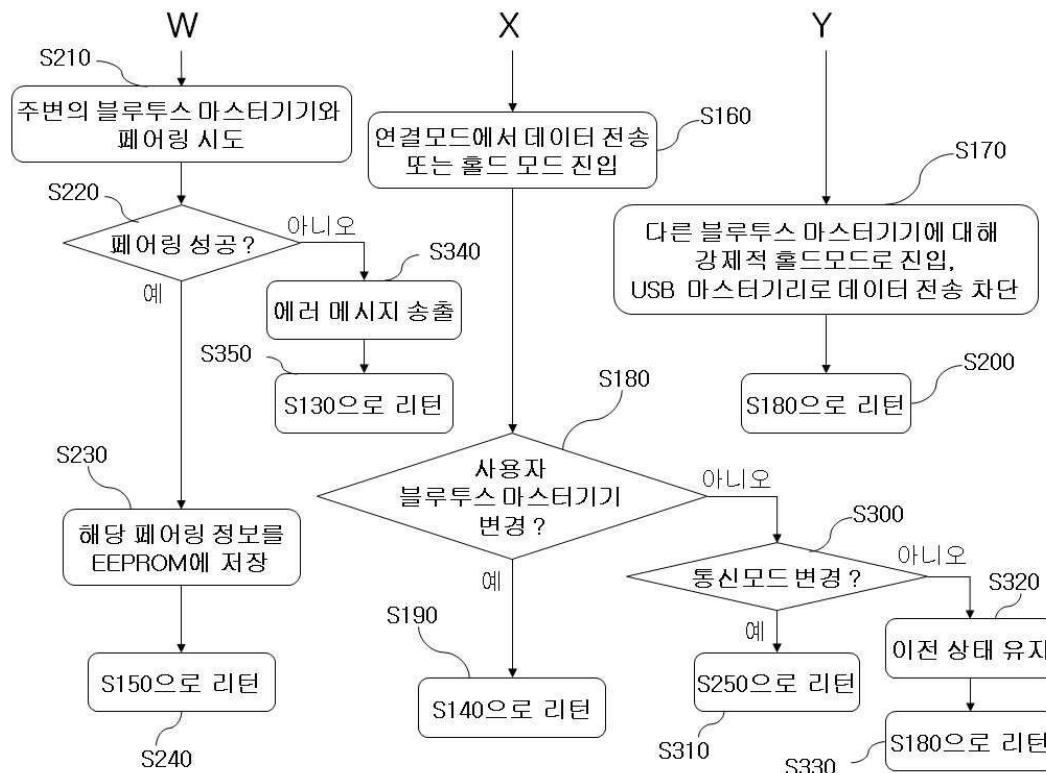 W
X
Y
S210
주변의 블루투스 마스터기기와
페어링 시도
S160
연결모드에서 데이터 전송
또는 홀드 모드 진입
S170
다른 블루투스 마스터기기에 대해
강제적 홀드모드로 진입,
USB 마스터기리로 데이터 전송 차단
S220
페어링 성공?
아니오
예
S340
에러 메시지 송출
S350
S130으로 리턴
S200
S180으로 리턴
S180
사용자
블루투스 마스터기기
변경?
아니오
예
S230
해당 페어링 정보를
EEPROM에 저장
S300
통신모드 변경?
아니오
예
S320
이전 상태 유지
S190
S140으로 리턴
S150으로 리턴
S240
S250으로 리턴
S310
S180으로 리턴
S330